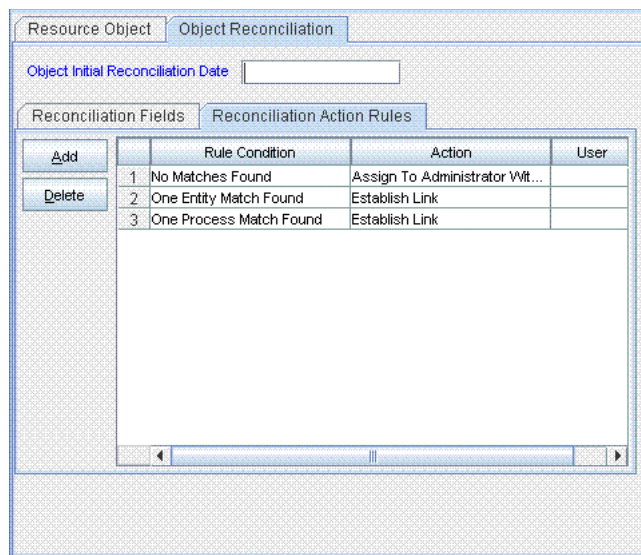 Resource Object Object Reconciliation
Object Initial Reconciliation Date
Reconciliation Fields Reconciliation Action Rules
Add
Delete
Rule Condition Action User
1 No Matches Found Assign To Administrator Wit...
2 One Entity Match Found Establish Link
3 One Process Match Found Establish Link